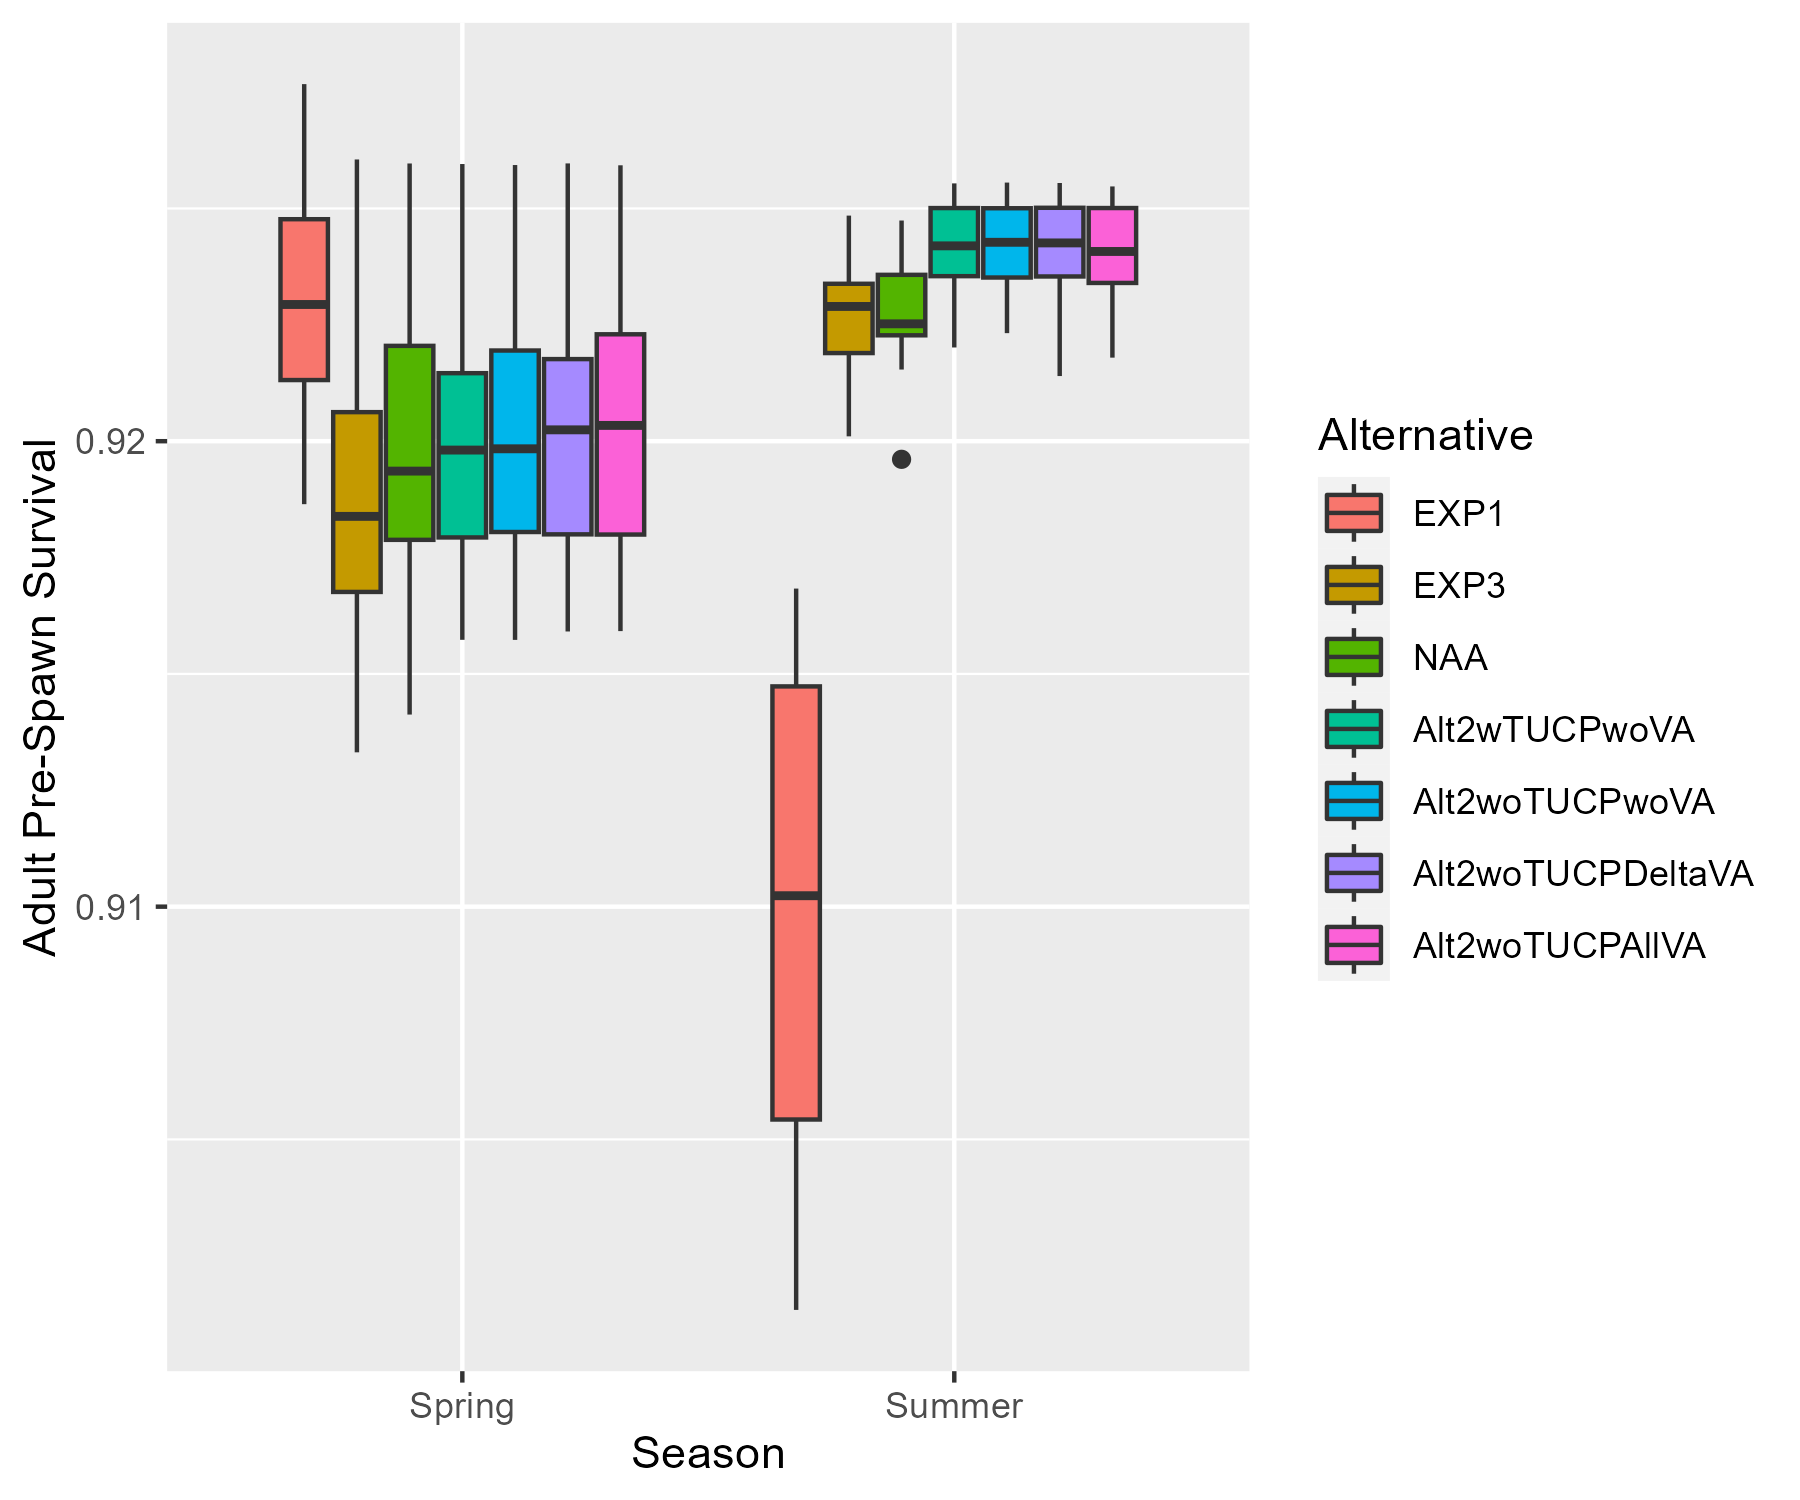 Adult Pre-Spawn Survival
0.92
0.91
Spring
Summer
Season
Alternative
EXP1
EXP3
NAA
Alt2wTUCPwoVA
Alt2woTUCPwoVA
Alt2woTUCPDeltaVA
Alt2woTUCPAllVA